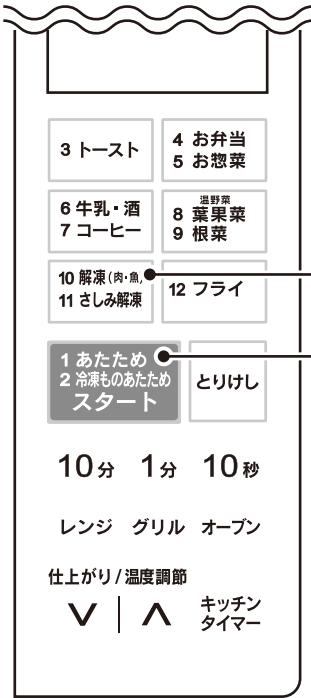 3 トースト
4 お弁当
5 お惣菜
6 牛乳・酒
7 コーヒー
温野菜
8 葉果菜
9 根菜
10 解凍(肉・魚)
11 さしみ解凍
12 フライ
1 あたため
2 冷凍ものあたため
スタート
とりけし
10分 1分 10秒
レンジ グリル オーブン
仕上がり/温度調節
キッチン
タイマー